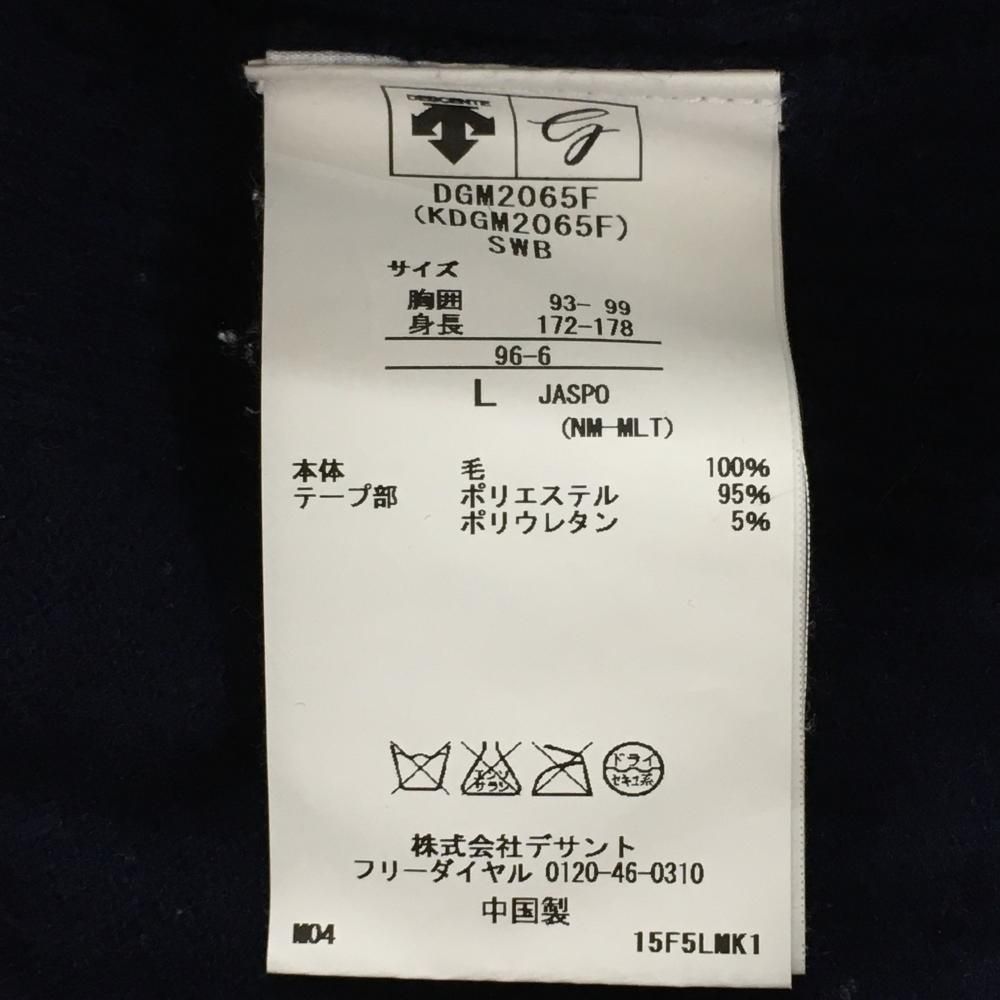 DESCENTE
G
DGM2065F
(KDGM2065F)
SWB
サイズ
胸囲 93- 99
身長 172-178
96-6
L JASPO
(NM-MLT)
本体 毛 100%
テープ部 ポリエステル 95%
ポリウレタン 5%
エンソ サラシ
ドライ セキユ系
株式会社デサント
フリーダイヤル 0120-46-0310
中国製
M04 15F5LMK1